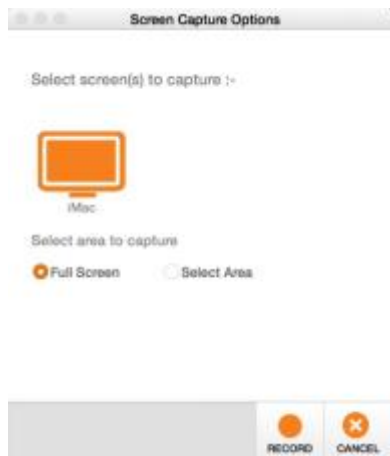 Screen Capture Options
Select screen(s) to capture :-
iMac
Select area to capture
Full Screen Select Area
RECORD CANCEL